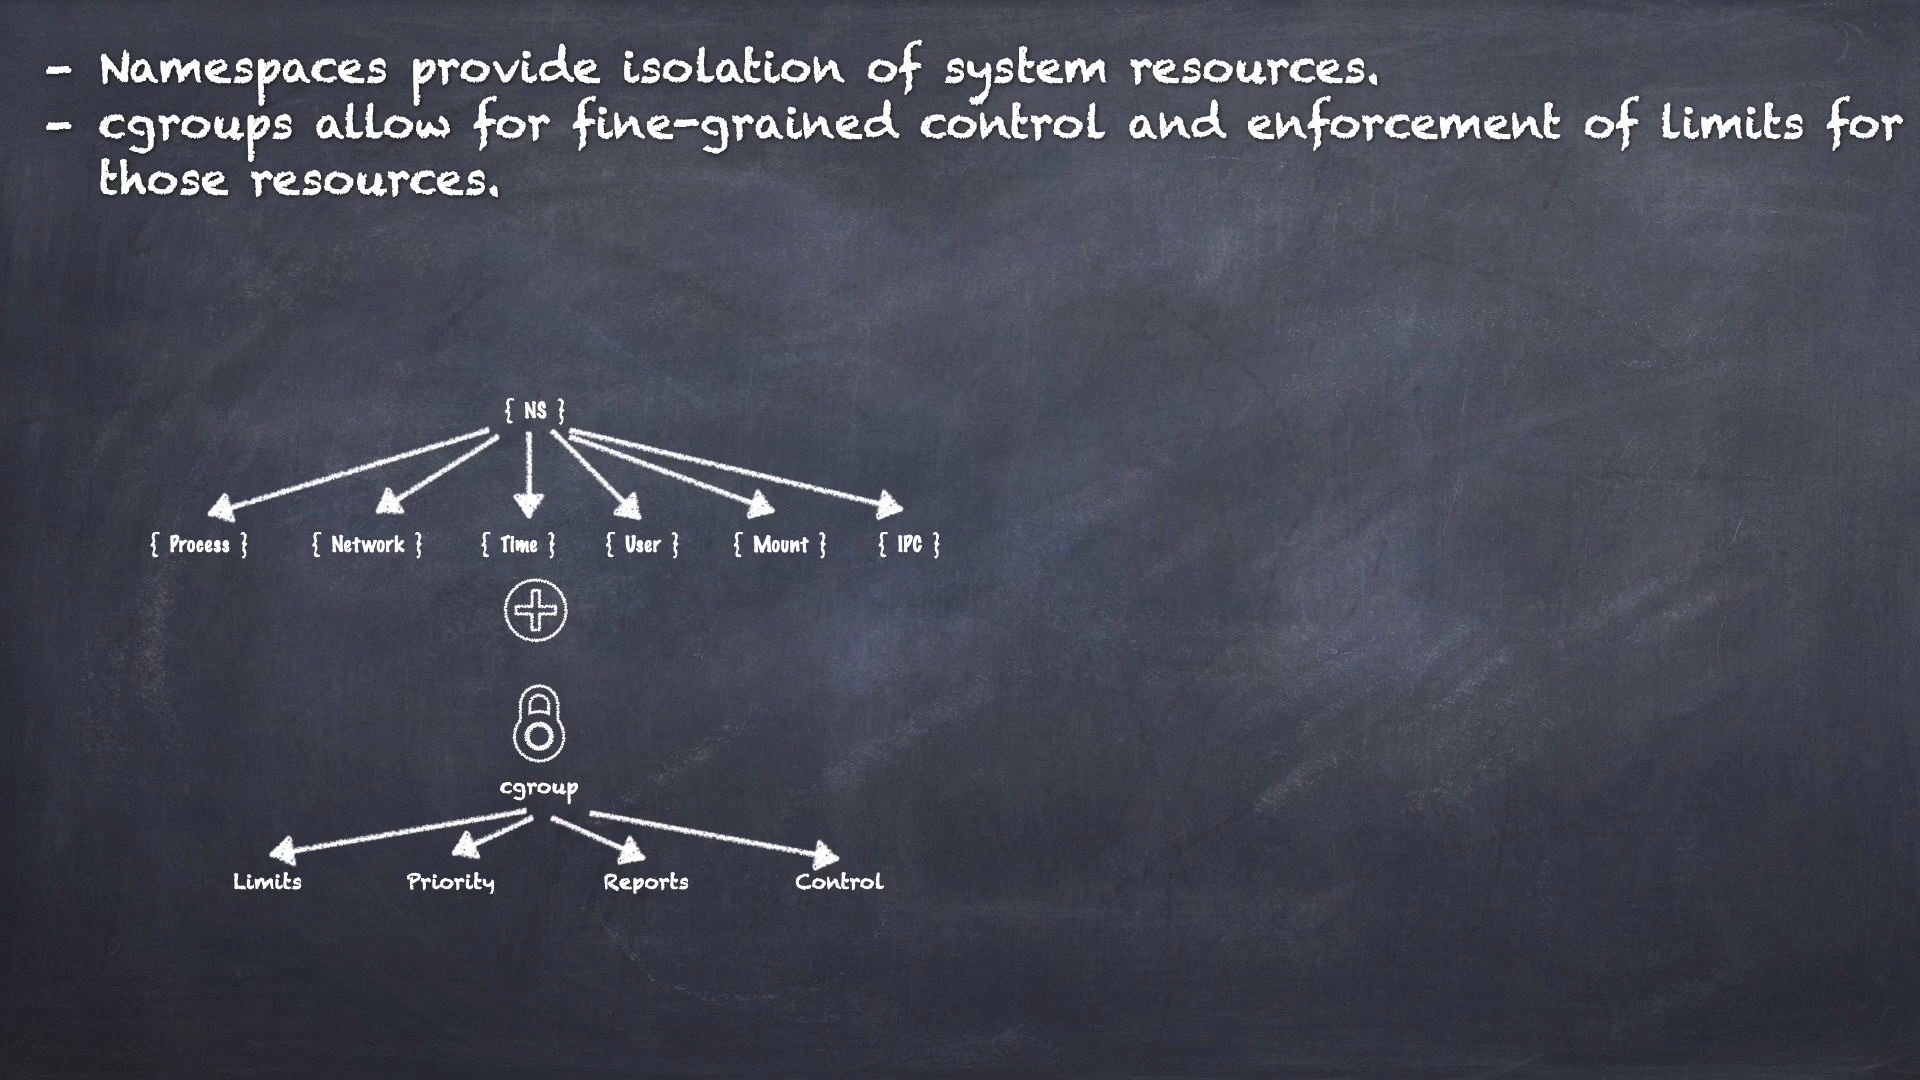 - Namespaces provide isolation of system resources.
- cgroups allow for fine-grained control and enforcement of limits for
those resources.
{ NS }
{ Process } { Network } { Time } { User } { Mount } { IPC }
cgroup
Limits Priority Reports Control